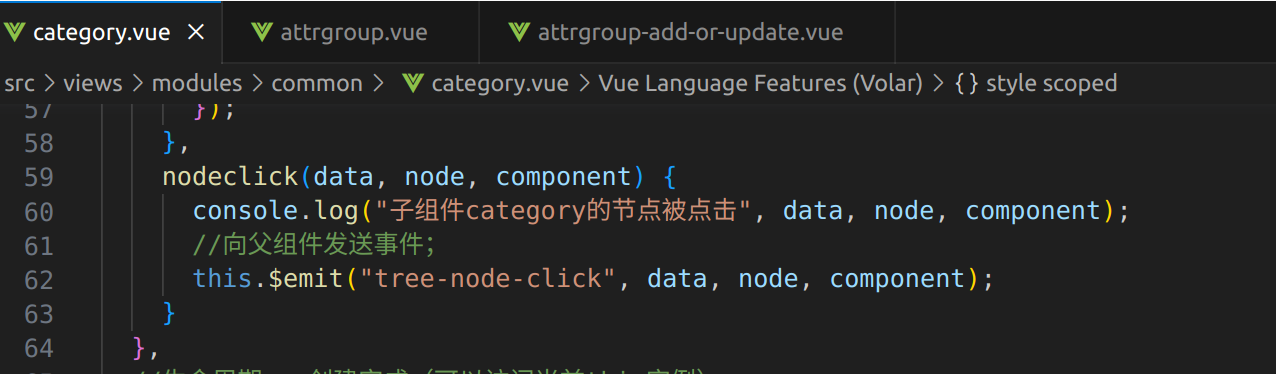 category.vue × attrgroup.vue attrgroup-add-or-update.vue
src > views > modules > common > category.vue > Vue Language Features (Volar) > {} style scoped
57 });
58 },
59 nodeclick(data, node, component) {
60 console.log("子组件category的节点被点击", data, node, component);
61 //向父组件发送事件;
62 this.$emit("tree-node-click", data, node, component);
63 }
64 },